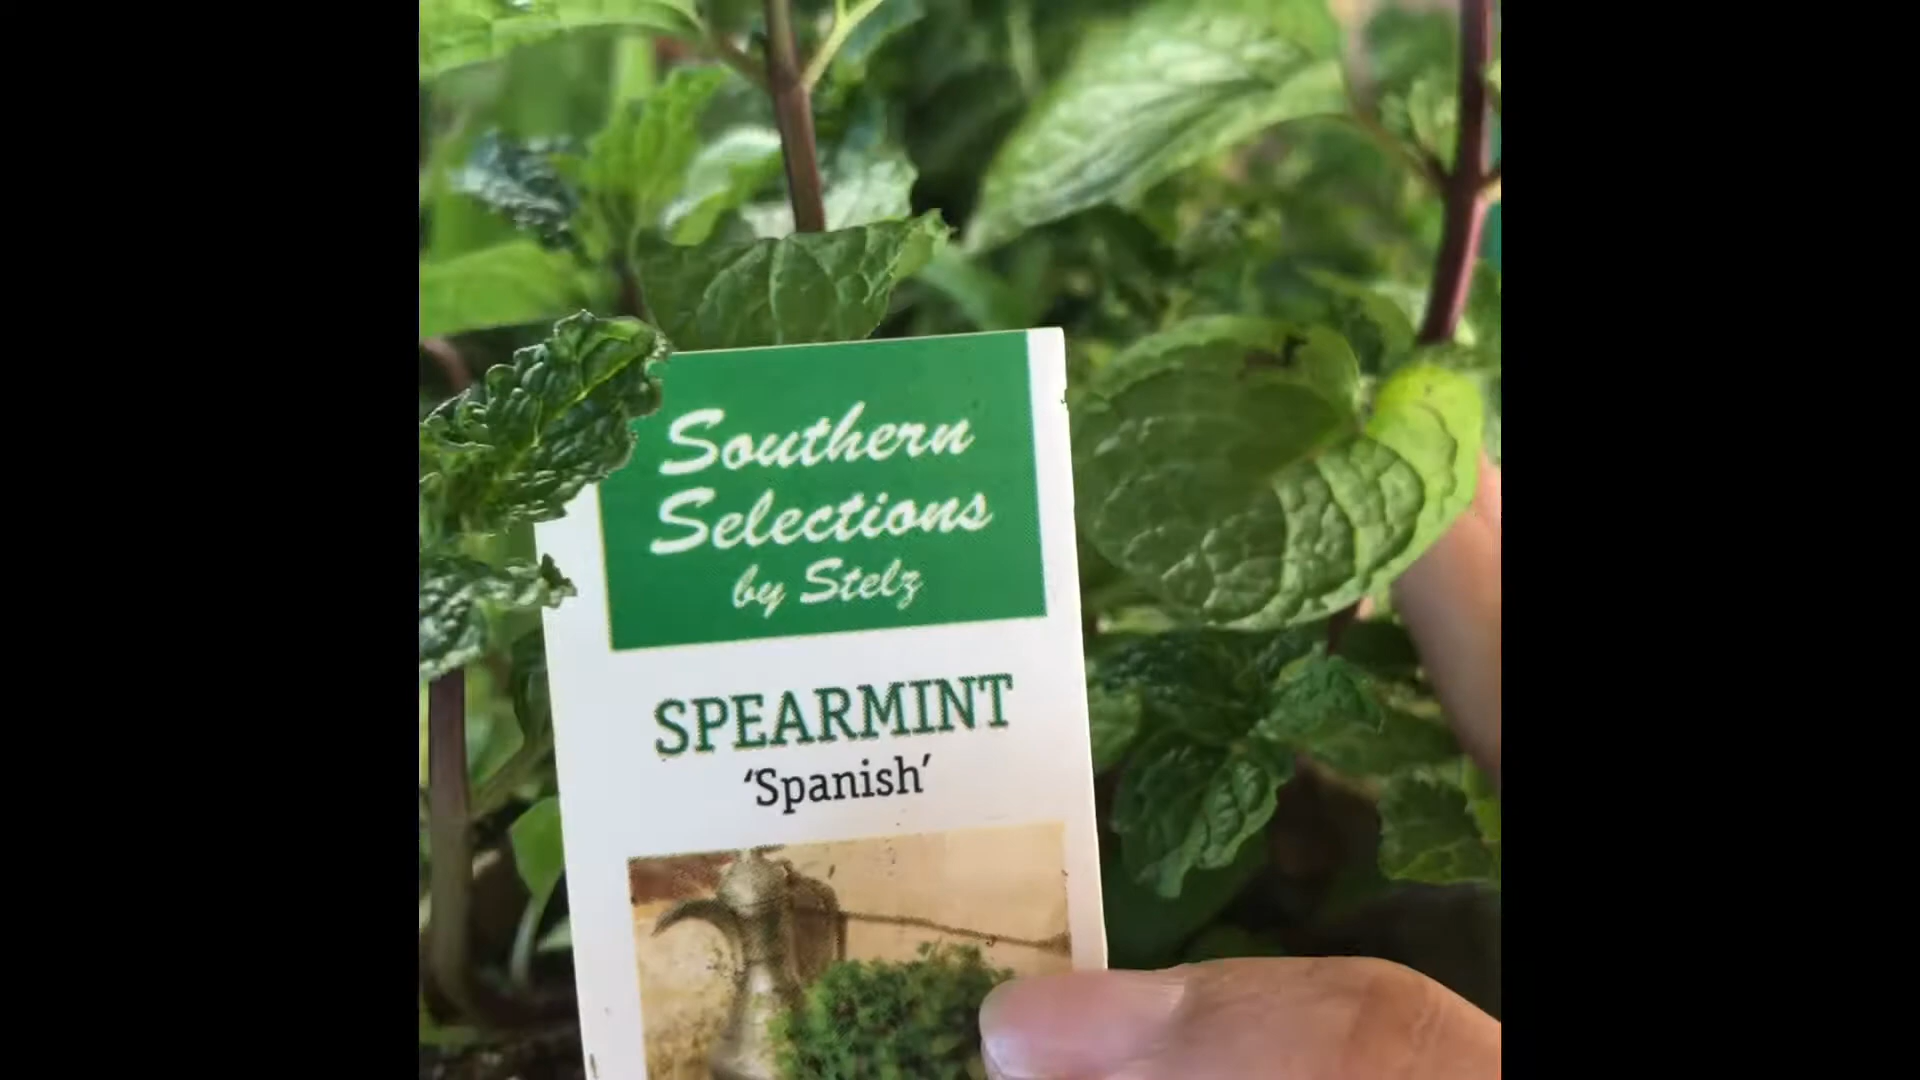 Southern
Selections
by Stelz
SPEARMINT
‘Spanish’